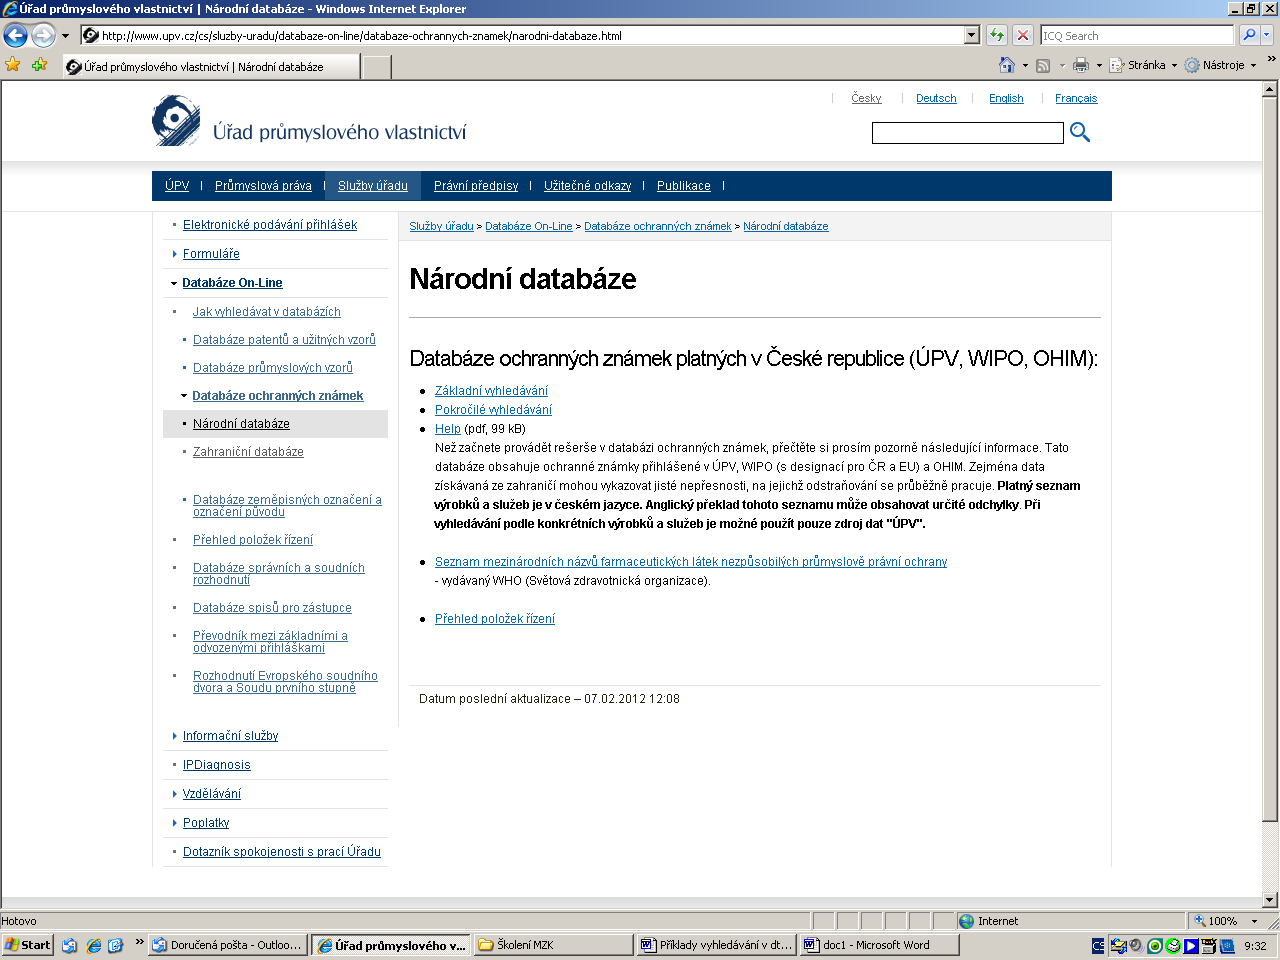 Úřad průmyslového vlastnictví | Národní databáze - Windows Internet Explorer
http://www.upv.cz/cs/sluzby-uradu/databaze-on-line/databaze-ochrannych-znamek/narodni-databaze.html
ICQ Search
Úřad průmyslového vlastnictví | Národní databáze
Stránka
Nástroje
»
Česky
Deutsch
English
Français
Úřad průmyslového vlastnictví
ÚPV | Průmyslová práva | Služby úřadu Právní předpisy | Užitečné odkazy | Publikace |
Elektronické podávání přihlášek
Formuláře
Databáze On-Line
Jak vyhledávat v databázích
Databáze patentů a užitných vzorů
Databáze průmyslových vzorů
Databáze ochranných známek
Národní databáze
Zahraniční databáze
Databáze zeměpisných označení a
označení původu
Přehled položek řízení
Databáze správních a soudních
rozhodnutí
Databáze spisů pro zástupce
Převodník mezi základními a
odvozenými přihláškami
Rozhodnutí Evropského soudního
dvora a Soudu prvního stupně
Informační služby
IPDiagnosis
Vzdělávání
Poplatky
Dotazník spokojenosti s prací Úřadu
Služby úřadu > Databáze On-Line > Databáze ochranných známek > Národní databáze
Národní databáze
Databáze ochranných známek platných v České republice (ÚPV, WIPO, OHIM):
• Základní vyhledávání
• Pokročilé vyhledávání
• Help (pdf, 99 kB)
Než začnete provádět rešerše v databázi ochranných známek, přečtěte si prosím pozorně následující informace. Tato
databáze obsahuje ochranné známky přihlášené v ÚPV, WIPO (s designací pro ČR a EU) a OHIM. Zejména data
získávaná ze zahraničí mohou vykazovat jisté nepřesnosti, na jejichž odstraňování se průběžně pracuje. Platný seznam
výrobků a služeb je v českém jazyce. Anglický překlad tohoto seznamu může obsahovat určité odchylky. Při
vyhledávání podle konkrétních výrobků a služeb je možné použít pouze zdroj dat "ÚPV".
• Seznam mezinárodních názvů farmaceutických látek nezpůsobilých průmyslově právní ochrany
- vydávaný WHO (Světová zdravotnická organizace).
• Přehled položek řízení
Datum poslední aktualizace – 07.02.2012 12:08
Hotovo
Internet
100%
Start
»
Doručená pošta - Outloo...
Úřad průmyslového v...
Školení MZK
Příklady vyhledávání v dt...
doc1 - Microsoft Word
CS
9:32